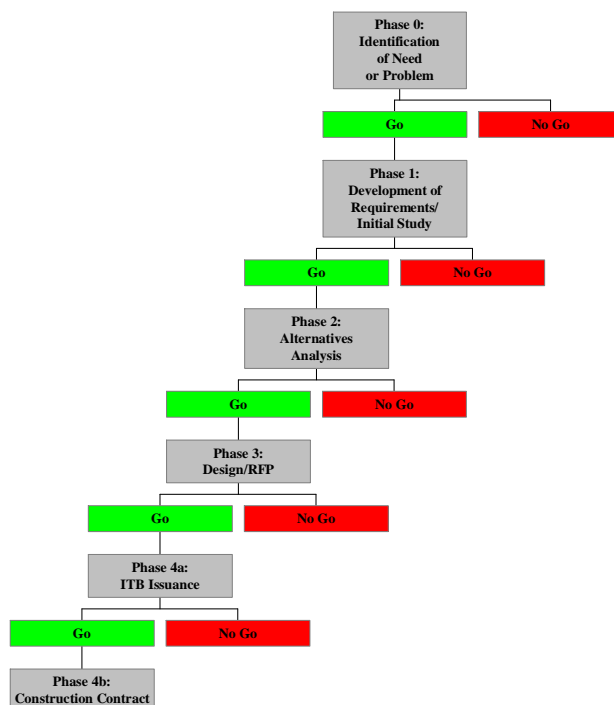 Phase 0:
Identification
of Need
or Problem
Go
No Go
Phase 1:
Development of
Requirements/
Initial Study
Go
No Go
Phase 2:
Alternatives
Analysis
Go
No Go
Phase 3:
Design/RFP
Go
No Go
Phase 4a:
ITB Issuance
Go
No Go
Phase 4b:
Construction Contract